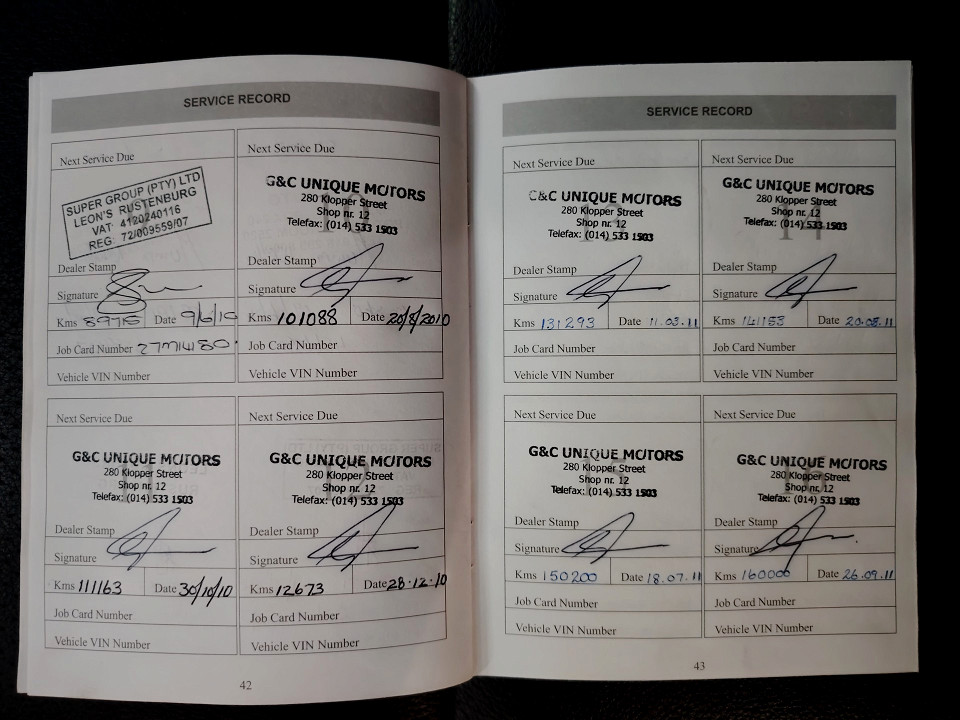 SERVICE RECORD
Next Service Due
SUPER GROUP (PTY) LTD
LEON'S RUSTENBURG
VAT 4120240116
REG: 72/009559/07
Dealer Stamp
Signature
Kms Date 9/6/10
Job Card Number
Vehicle VIN Number
Next Service Due
G&C UNIQUE MOTORS
280 Klopper Street
Shop nr. 12
Telefax: (014) 533 1503
Dealer Stamp
Signature
Kms 101088 Date 20/8/2010
Job Card Number
Vehicle VIN Number
Next Service Due
G&C UNIQUE MOTORS
280 Klopper Street
Shop nr. 12
Telefax: (014) 533 1503
Dealer Stamp
Signature
Kms 111163 Date 30/10/10
Job Card Number
Vehicle VIN Number
Next Service Due
G&C UNIQUE MOTORS
280 Klopper Street
Shop nr. 12
Telefax: (014) 533 1503
Dealer Stamp
Signature
Kms 12673 Date 28.12.10
Job Card Number
Vehicle VIN Number
42
SERVICE RECORD
Next Service Due
G&C UNIQUE MOTORS
280 Klopper Street
Shop nr. 12
Telefax: (014) 533 1503
Dealer Stamp
Signature
Kms 131293 Date 11.03.11
Job Card Number
Vehicle VIN Number
Next Service Due
G&C UNIQUE MOTORS
280 Klopper Street
Shop nr. 12
Telefax: (014) 533 1503
Dealer Stamp
Signature
Kms Date
Job Card Number
Vehicle VIN Number
Next Service Due
G&C UNIQUE MOTORS
280 Klopper Street
Shop nr. 12
Telefax: (014) 533 1503
Dealer Stamp
Signature
Kms 150200 Date 18.07.11
Job Card Number
Vehicle VIN Number
Next Service Due
G&C UNIQUE MOTORS
280 Klopper Street
Shop nr. 12
Telefax: (014) 533 1503
Dealer Stamp
Signature
Kms 160000 Date 26.09.11
Job Card Number
Vehicle VIN Number
43